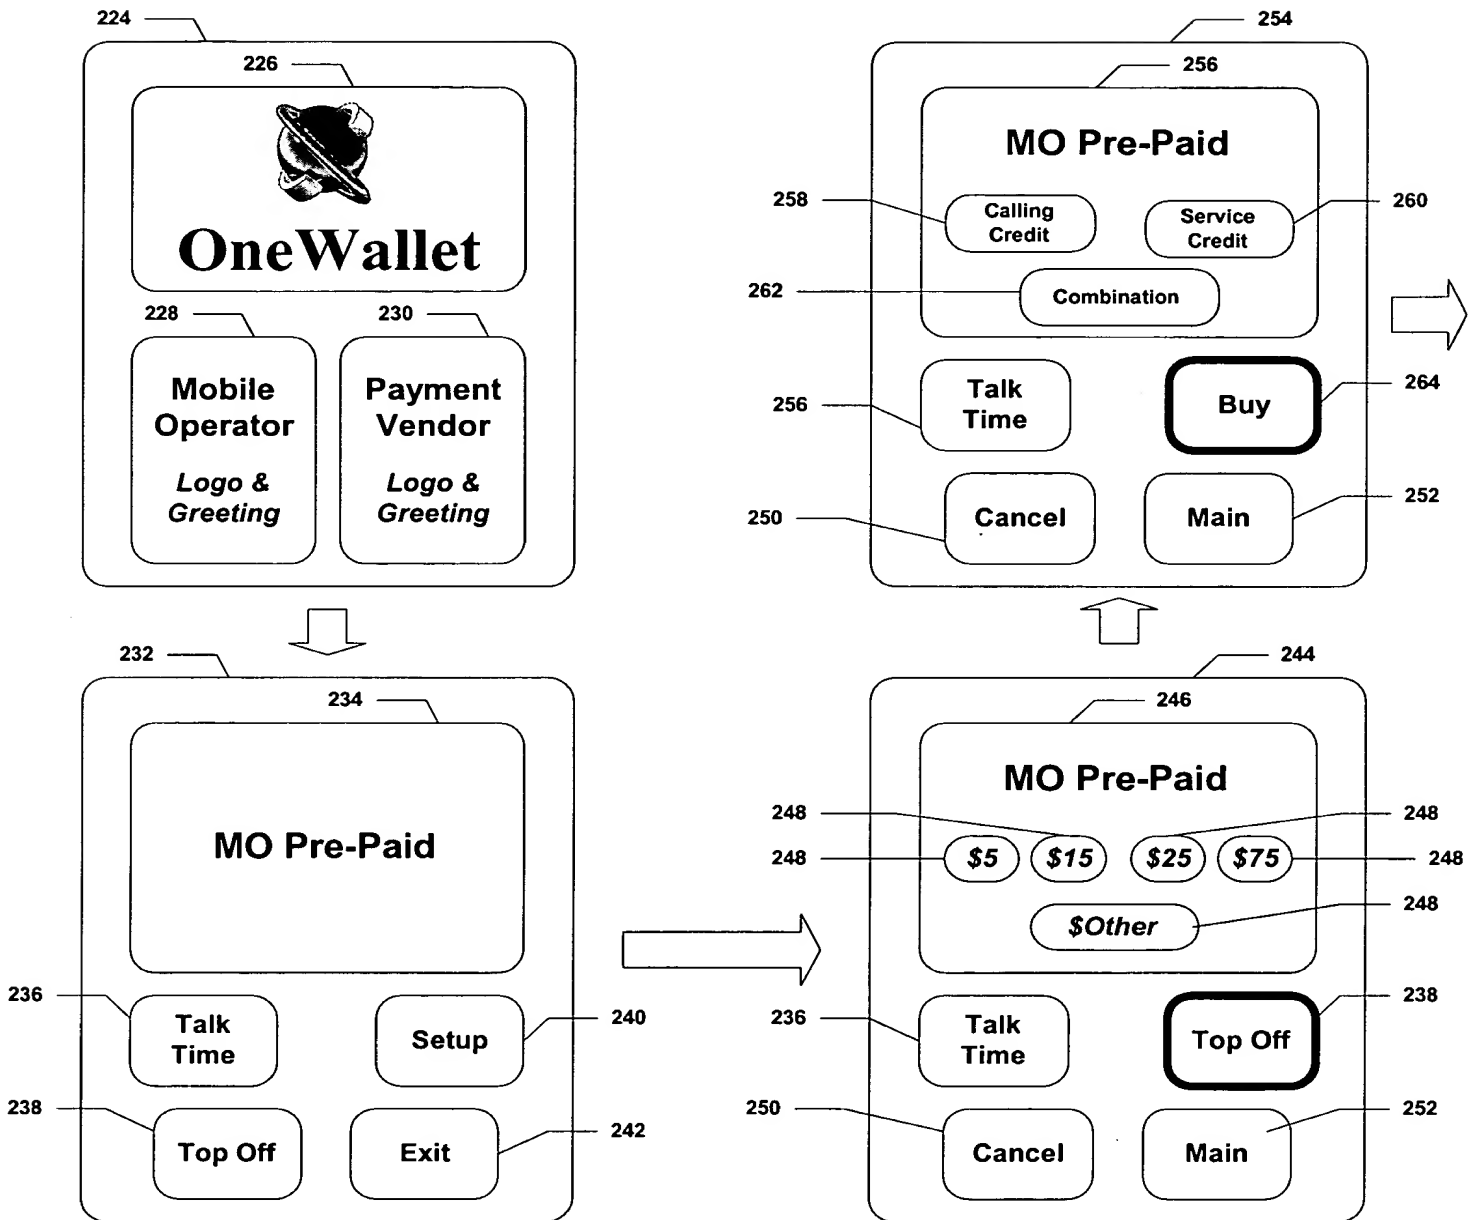 224
226
OneWallet
228
230
Mobile
Operator
Logo &
Greeting
Payment
Vendor
Logo &
Greeting
232
234
MO Pre-Paid
236
Talk
Time
Setup
240
238
Top Off
Exit
242
254
256
MO Pre-Paid
258
Calling
Credit
Service
Credit
260
262
Combination
256
Talk
Time
Buy
264
250
Cancel
Main
252
244
246
MO Pre-Paid
248
248
248
$5
$15
$25
$75
248
$Other
248
236
Talk
Time
Top Off
238
250
Cancel
Main
252